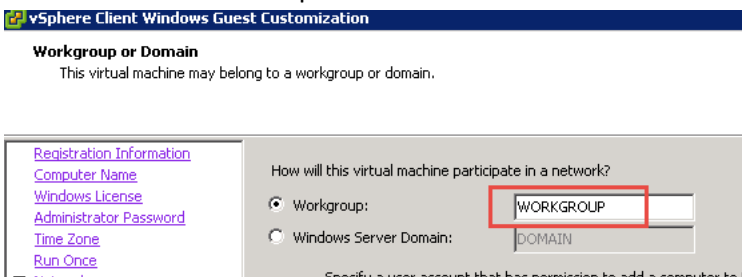 vSphere Client Windows Guest Customization
Workgroup or Domain
This virtual machine may belong to a workgroup or domain.
Registration Information
Computer Name
Windows License
Administrator Password
Time Zone
Run Once
How will this virtual machine participate in a network?
Workgroup:
WORKGROUP
Windows Server Domain:
DOMAIN
Specify a user account that has permission to add a computer to